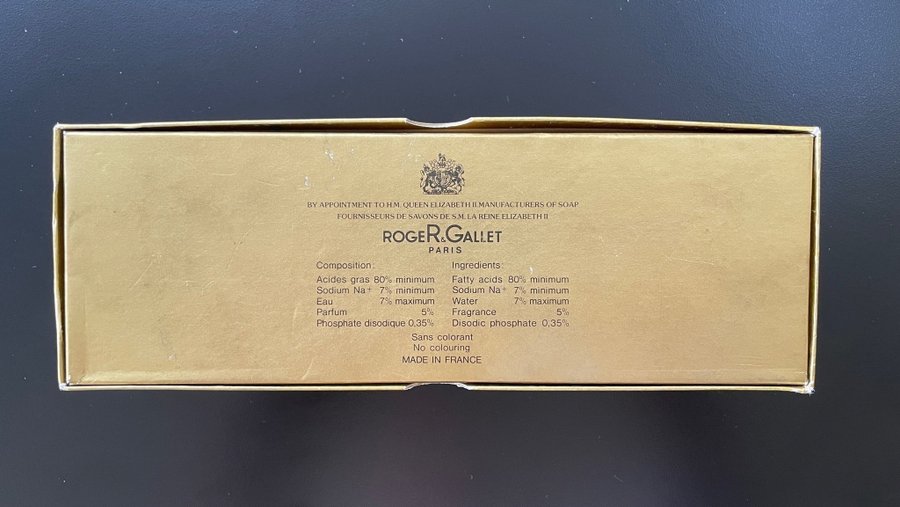 BY APPOINTMENT TO H.M. QUEEN ELIZABETH II MANUFACTURERS OF SOAP
FOURNISSEURS DE SAVONS DE S.M. LA REINE ELIZABETH II
ROGER&GALLET
PARIS
Composition: Ingredients:
Acides gras 80% minimum Fatty acids 80% minimum
Sodium Na+ 7% minimum Sodium Na+ 7% minimum
Eau 7% maximum Water 7% maximum
Parfum 5% Fragrance 5%
Phosphate disodique 0,35% Disodic phosphate 0,35%
Sans colorant
No colouring
MADE IN FRANCE